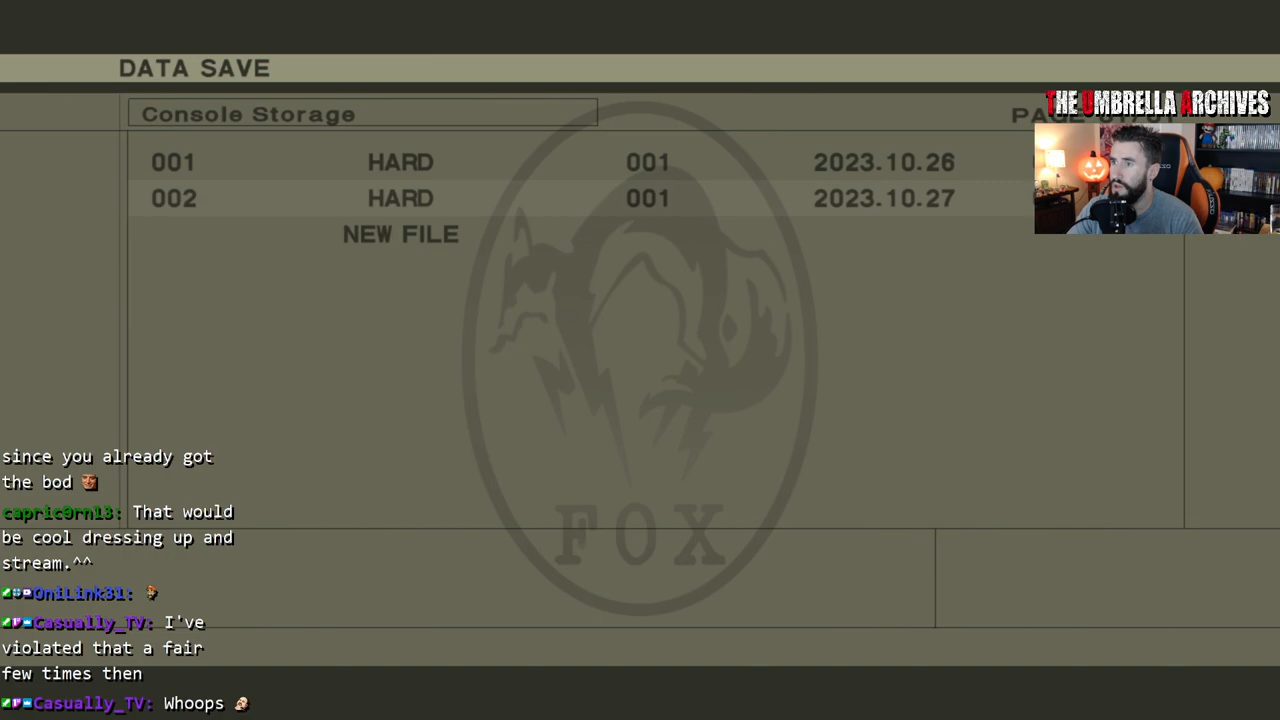 DATA SAVE
THE UMBRELLA ARCHIVES
Console Storage
001 HARD 001 2023.10.26
002 HARD 001 2023.10.27
NEW FILE
FOX
since you already got
the bod
capric0rn13: That would
be cool dressing up and
stream.^^
OniLink31:
Casually_TV: I've
violated that a fair
few times then
Casually_TV: Whoops